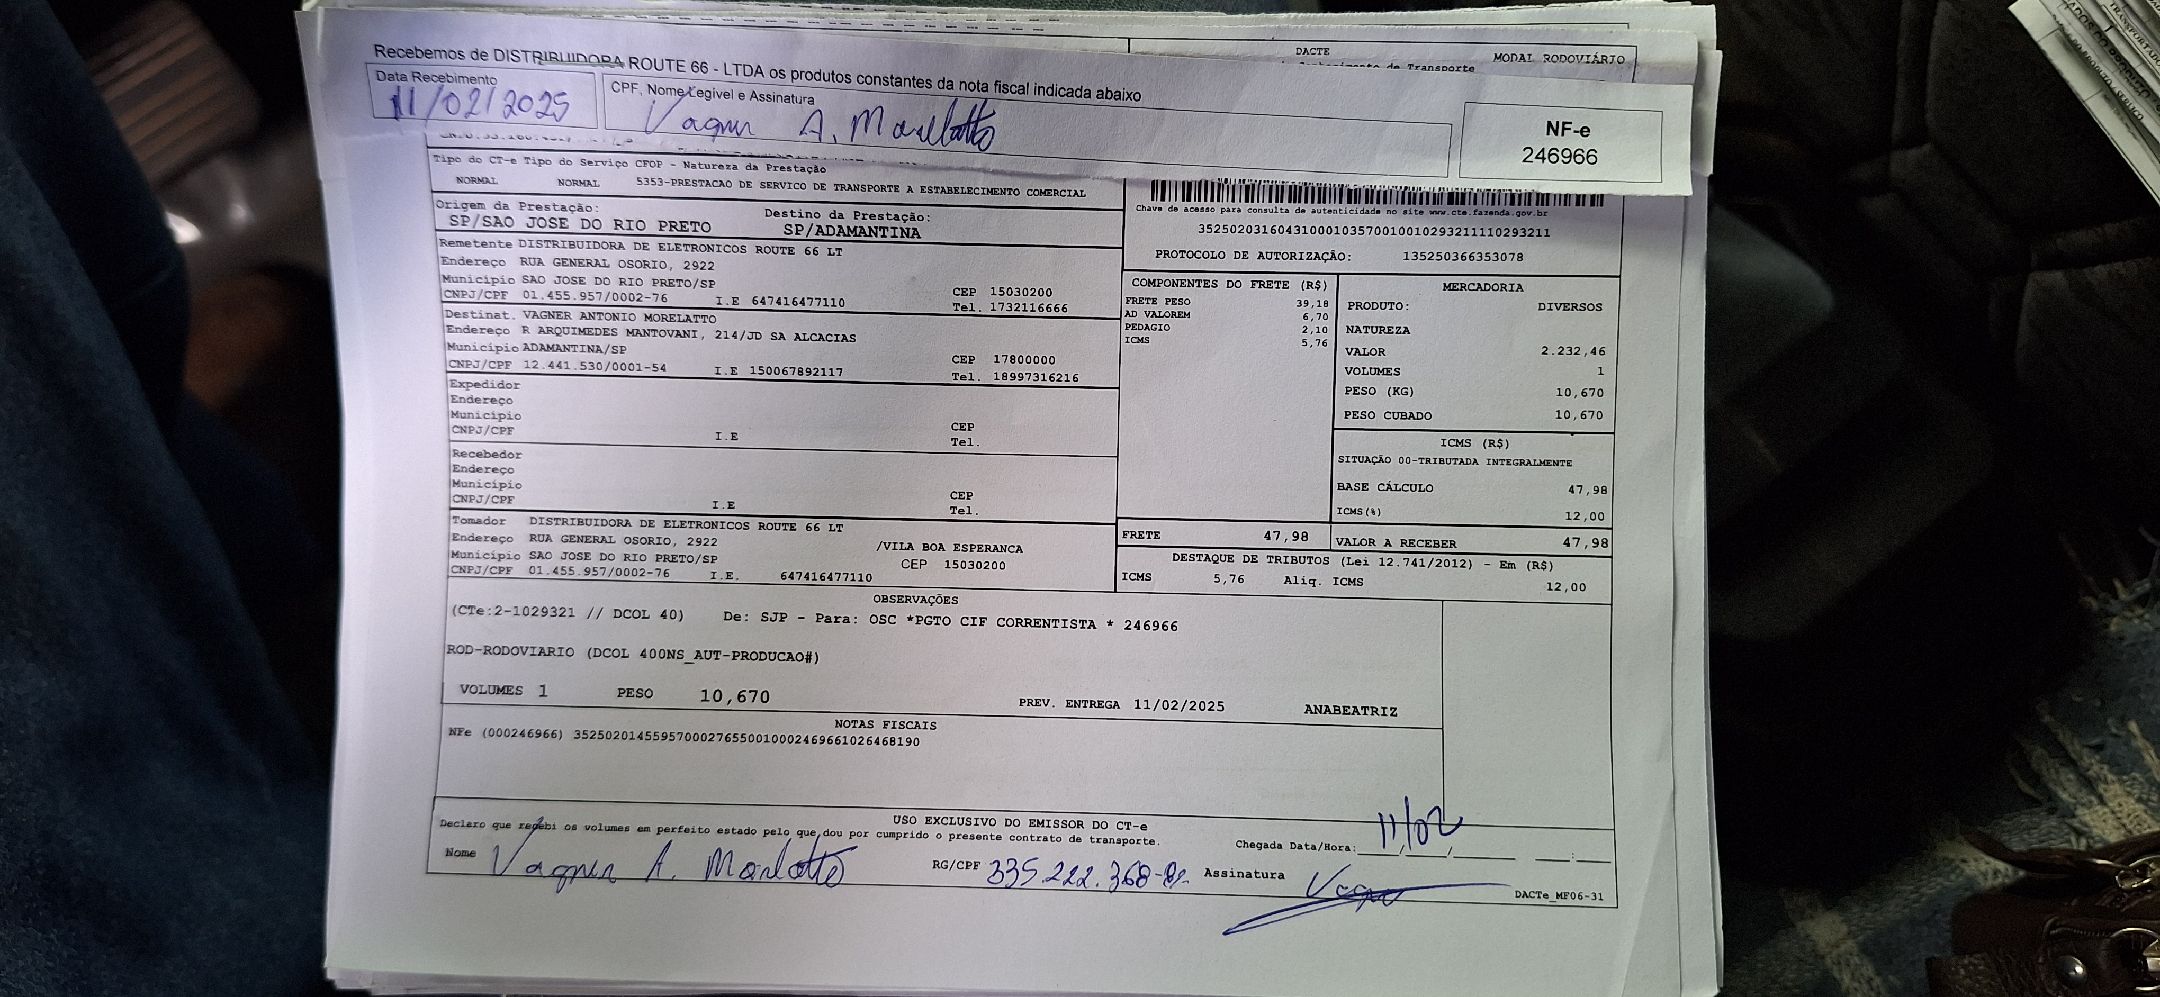 Recebemos de DISTRIBUIDORA ROUTE 66 - LTDA os produtos constantes da nota fiscal indicada abaixo
Data Recebimento
11/02/2025
CPF, Nome Legivel e Assinatura
Vagner A. Morelatto
NF-e
246966
DACTE
de Transporte
MODAL RODOVIÁRIO
Tipo do CT-e Tipo do Serviço CFOP - Natureza da Prestação
NORMAL NORMAL 5353-PRESTACAO DE SERVICO DE TRANSPORTE A ESTABELECIMENTO COMERCIAL
Origem da Prestação: Destino da Prestação:
SP/SAO JOSE DO RIO PRETO SP/ADAMANTINA
Chave de acesso para consulta de autenticidade no site www.cte.fazenda.gov.br
35250203160431000103570010010293211110293211
PROTOCOLO DE AUTORIZAÇÃO: 135250366353078
Remetente DISTRIBUIDORA DE ELETRONICOS ROUTE 66 LT
Endereço RUA GENERAL OSORIO, 2922
Município SAO JOSE DO RIO PRETO/SP CEP 15030200
CNPJ/CPF 01.455.957/0002-76 I.E 647416477110 Tel. 1732116666
Destinat. VAGNER ANTONIO MORELATTO
Endereço R ARQUIMEDES MANTOVANI, 214/JD SA ALCACIAS
Município ADAMANTINA/SP CEP 17800000
CNPJ/CPF 12.441.530/0001-54 I.E 150067892117 Tel. 18997316216
Expedidor
Endereço
Município CEP
CNPJ/CPF I.E Tel.
Recebedor
Endereço
Município CEP
CNPJ/CPF I.E Tel.
Tomador DISTRIBUIDORA DE ELETRONICOS ROUTE 66 LT
Endereço RUA GENERAL OSORIO, 2922 /VILA BOA ESPERANCA
Município SAO JOSE DO RIO PRETO/SP CEP 15030200
CNPJ/CPF 01.455.957/0002-76 I.E. 647416477110
COMPONENTES DO FRETE (R$)
FRETE PESO 39,18
AD VALOREM 6,70
PEDAGIO 2,10
ICMS 5,76
MERCADORIA
PRODUTO: DIVERSOS
NATUREZA
VALOR 2.232,46
VOLUMES 1
PESO (KG) 10,670
PESO CUBADO 10,670
ICMS (R$)
SITUAÇÃO 00-TRIBUTADA INTEGRALMENTE
BASE CÁLCULO 47,98
ICMS(%) 12,00
FRETE 47,98 VALOR A RECEBER 47,98
DESTAQUE DE TRIBUTOS (Lei 12.741/2012) - Em (R$)
ICMS 5,76 Aliq. ICMS 12,00
OBSERVAÇÕES
(CTe:2-1029321 // DCOL 40) De: SJP - Para: OSC *PGTO CIF CORRENTISTA * 246966
ROD-RODOVIARIO (DCOL 400NS_AUT-PRODUCAO#)
VOLUMES 1 PESO 10,670 PREV. ENTREGA 11/02/2025 ANABEATRIZ
NOTAS FISCAIS
NFe (000246966) 35250201455957000276550010002469661026468190
USO EXCLUSIVO DO EMISSOR DO CT-e
Declaro que recebi os volumes em perfeito estado pelo que dou por cumprido o presente contrato de transporte.
Chegada Data/Hora: 11/02
Nome Vagner A. Morelatto RG/CPF 335.222.368-82 Assinatura Vagner
DACTe_MF06-31